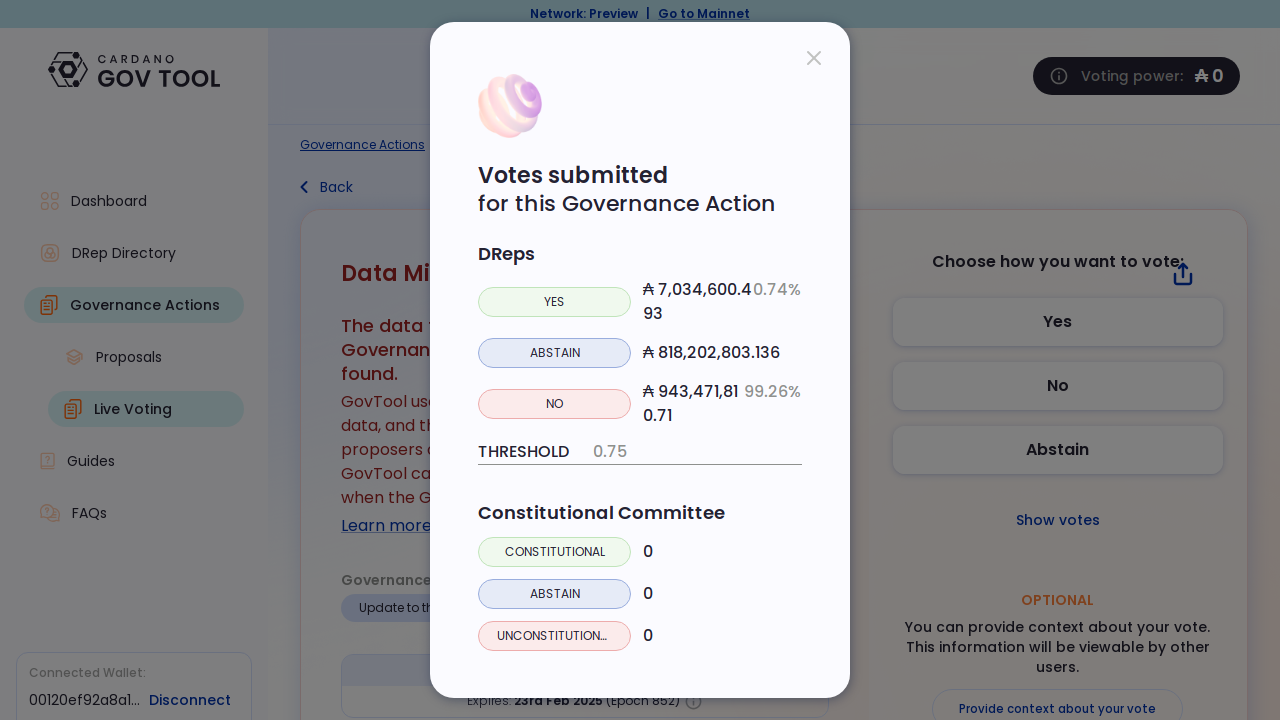 Network: Preview | Go to Mainnet
CARDANO
GOV TOOL
Voting power: ₳ 0
Governance Actions
Back
Dashboard
DRep Directory
Governance Actions
Proposals
Live Voting
Guides
FAQs
Connected Wallet:
00120ef92a8a1... Disconnect
Data Mi
The data
Governan
found.
GovTool us
data, and th
proposers
GovTool ca
when the G
Learn more
Governance
Update to th
Expires: 23rd Feb 2025 (Epoch 852)
Votes submitted
for this Governance Action
DReps
YES ₳ 7,034,600.4 0.74%
93
ABSTAIN ₳ 818,202,803.136
NO ₳ 943,471,81 99.26%
0.71
THRESHOLD 0.75
Constitutional Committee
CONSTITUTIONAL 0
ABSTAIN 0
UNCONSTITUTION... 0
Choose how you want to vote:
Yes
No
Abstain
Show votes
OPTIONAL
You can provide context about your vote.
This information will be viewable by other
users.
Provide context about your vote